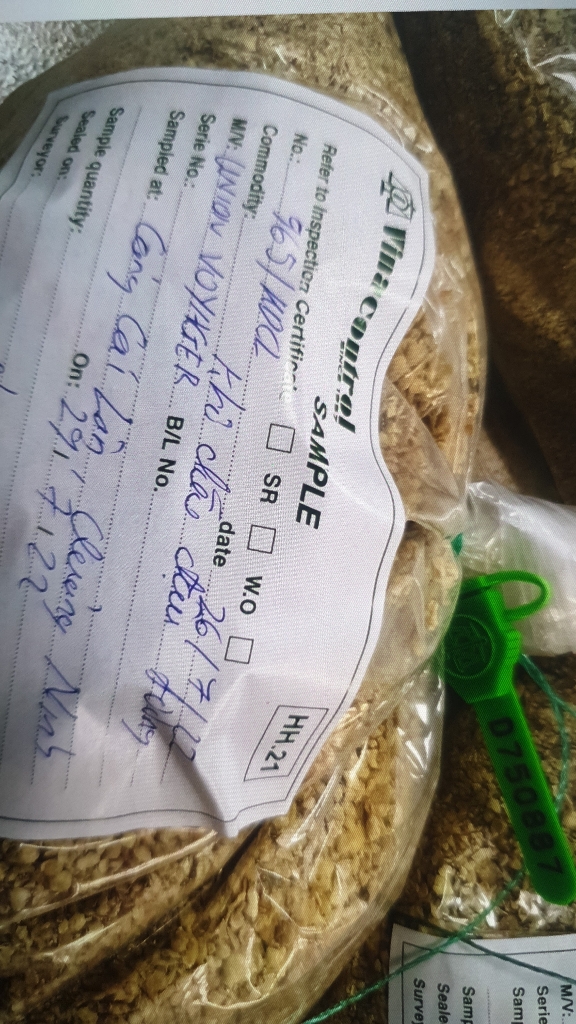 Vinacontrol
SAMPLE
HH.21
Refer to Inspection Certificate SR W.O
No: 965/ date 26/7/22
Commodity: khô dầu đậu tương
M/V: UNION VOYAGER
Serie No.: B/L No.
Sampled at: Cảng Cái Lân, Quảng Ninh
Sample quantity: On: 29, 7, 22
Sealed on:
Surveyor:
D750837
M/V:
Serie
Samp
Samp
Seale
Surve